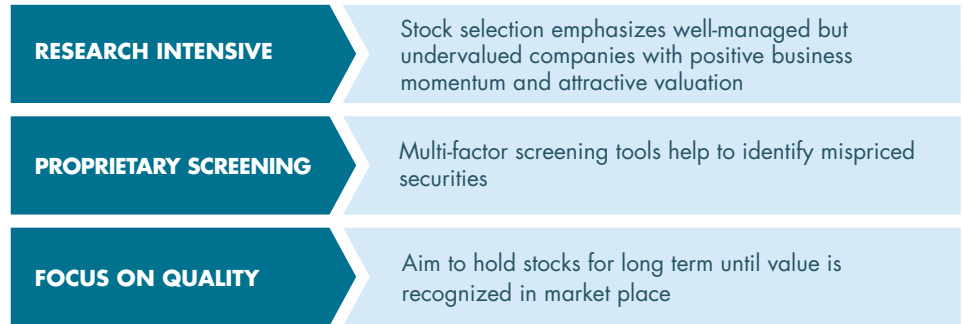 RESEARCH INTENSIVE
Stock selection emphasizes well-managed but
undervalued companies with positive business
momentum and attractive valuation
PROPRIETARY SCREENING
Multi-factor screening tools help to identify mispriced
securities
FOCUS ON QUALITY
Aim to hold stocks for long term until value is
recognized in market place